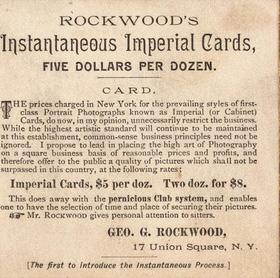 ROCKWOOD'S
Instantaneous Imperial Cards,
FIVE DOLLARS PER DOZEN.
CARD.
THE prices charged in New York for the prevailing styles of first-
class Portrait Photographs known as Imperial (or Cabinet)
Cards, do now, in my opinion, unnecessarily restrict the business.
While the highest artistic standard will continue to be maintained
at this establishment, common-sense business principles need not be
ignored. I propose to lead in placing the high art of Photography
on a square business basis of reasonable prices and profits, and
therefore offer to the public a quality of pictures which shall not be
surpassed in this country, at the following rates:
Imperial Cards, $5 per doz. Two doz. for $8.
This does away with the pernicious Club system, and enables
one to have the selection of time and place of securing their pictures.
☞ Mr. ROCKWOOD gives personal attention to sitters.
GEO. G. ROCKWOOD,
17 Union Square, N. Y.
[The first to introduce the Instantaneous Process.]